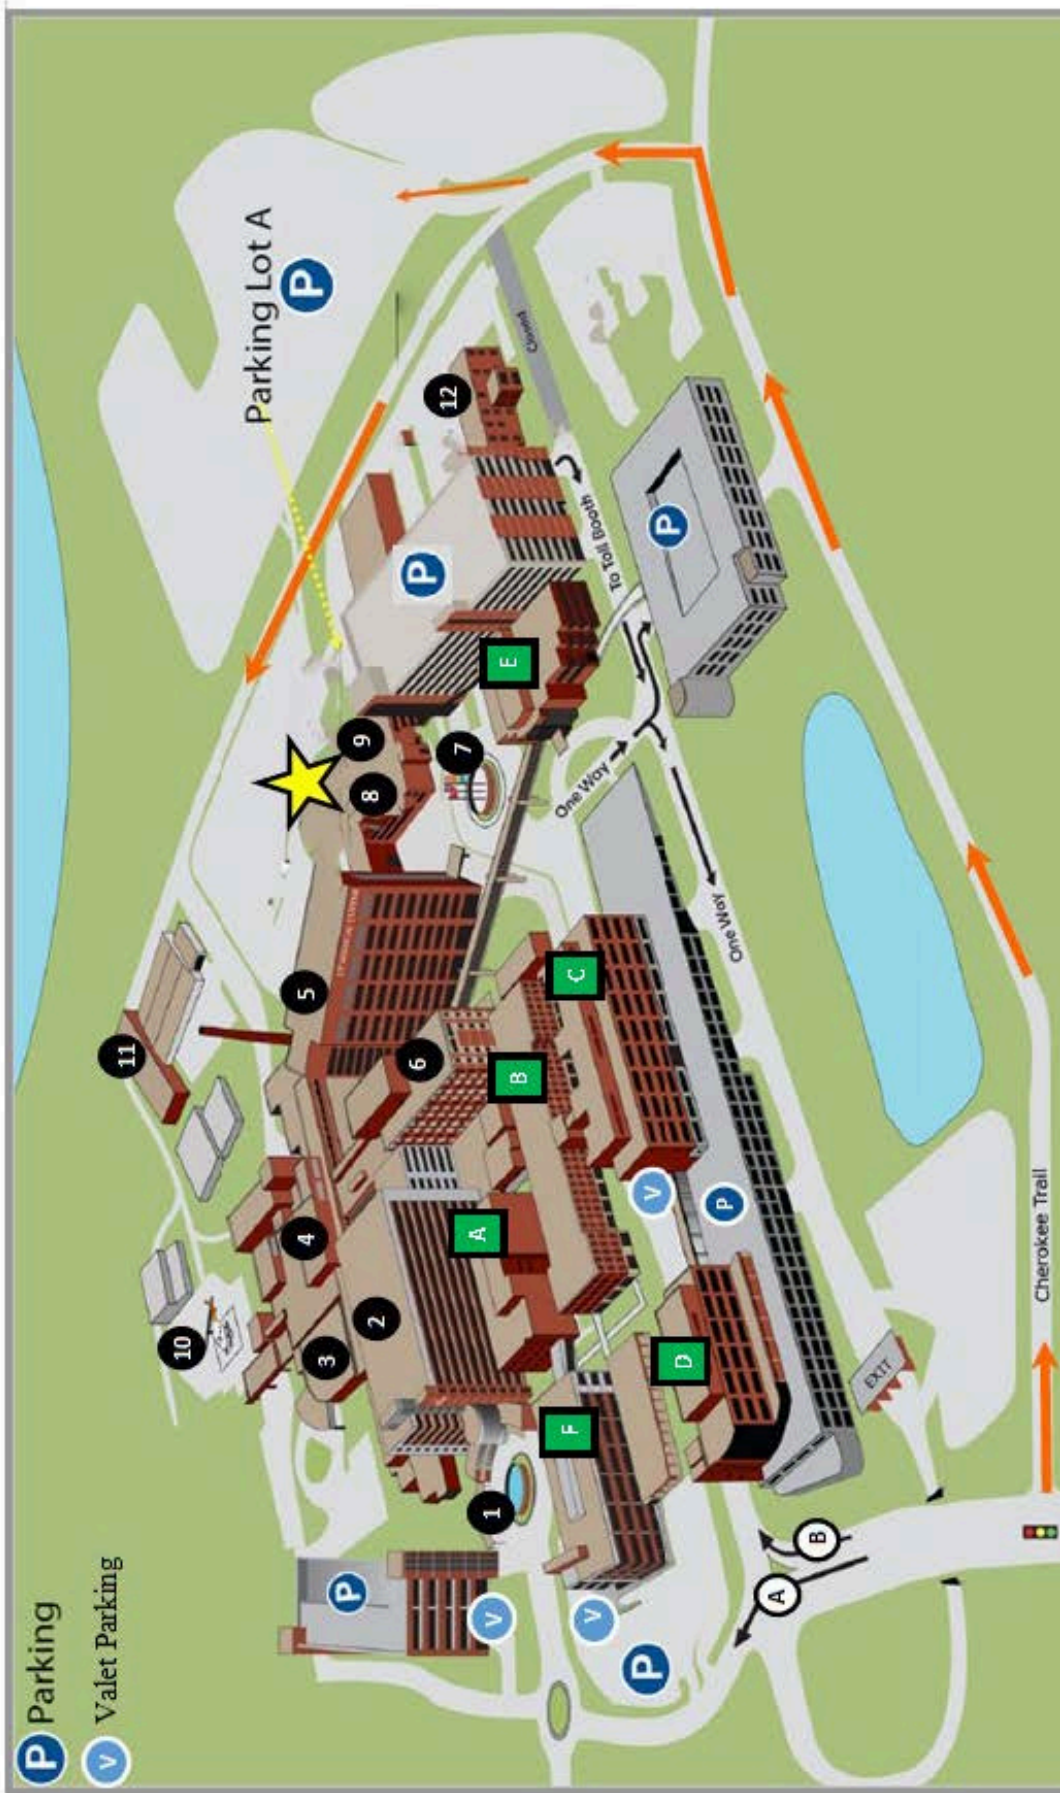 P Parking
V Valet Parking
Parking Lot A
P
11
10
5
9
8
12
P
4
3
2
6
7
E
Closed
To Toll Booth
P
One Way
A
B
C
1
F
D
V
P
One Way
P
V
V
P
EXIT
A
B
Cherokee Trail